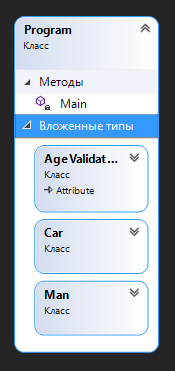 Program
Класс
Методы
Main
Вложенные типы
AgeValidat...
Класс
Attribute
Car
Класс
Man
Класс